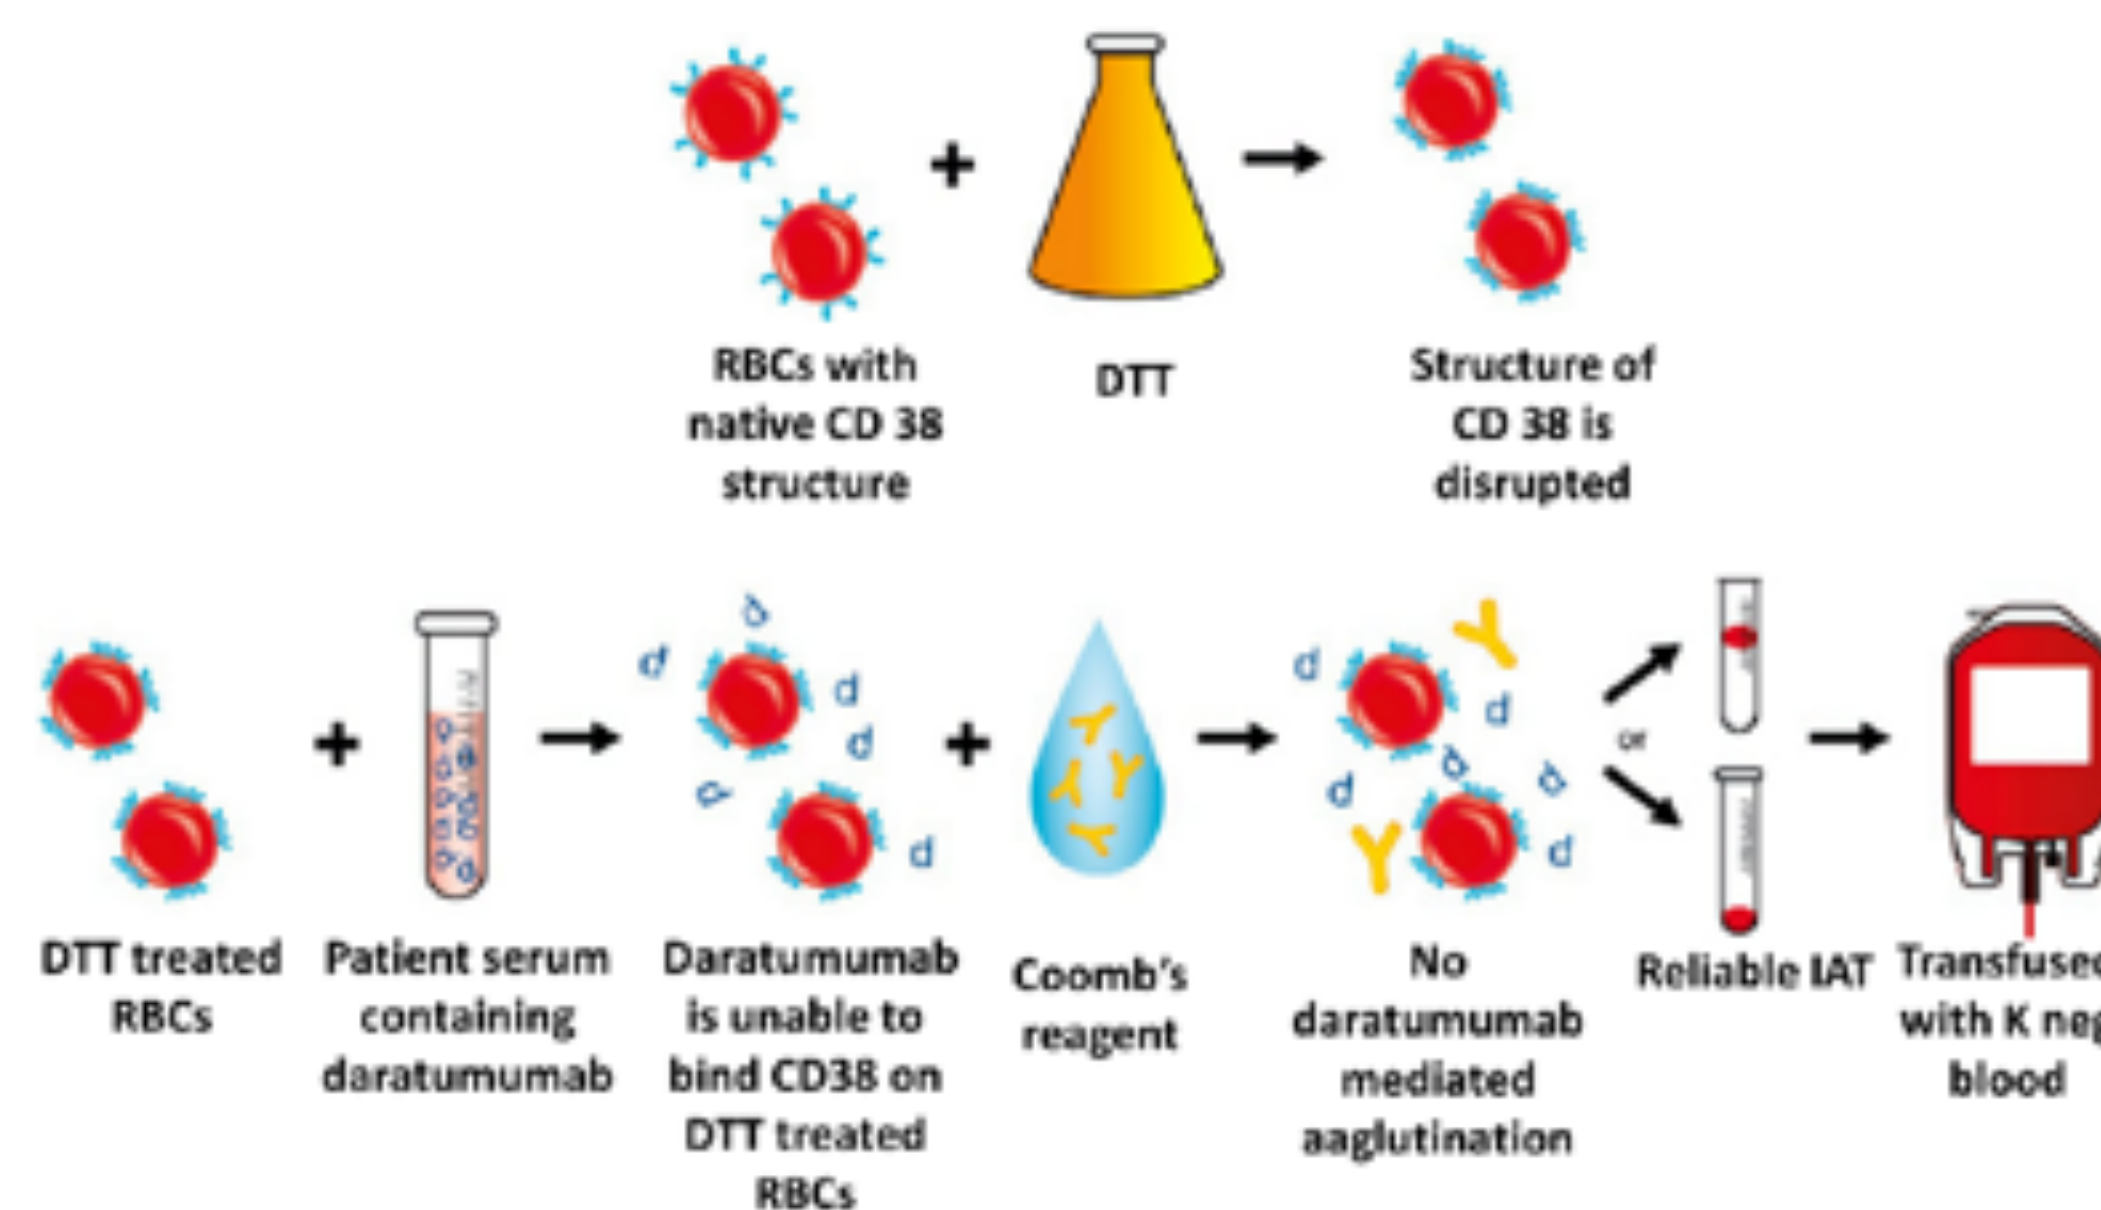 RBCs with
native CD 38
structure
DTT
Structure of
CD 38 is
disrupted
d
d
d
d
d
d
d
d
d
d
d
d
d
or
DTT treated
RBCs
Patient serum
containing
daratumumab
Daratumumab
is unable to
bind CD38 on
DTT treated
RBCs
Coomb's
reagent
No
daratumumab
mediated
aaglutination
Reliable IAT
Transfused
with K neg
blood